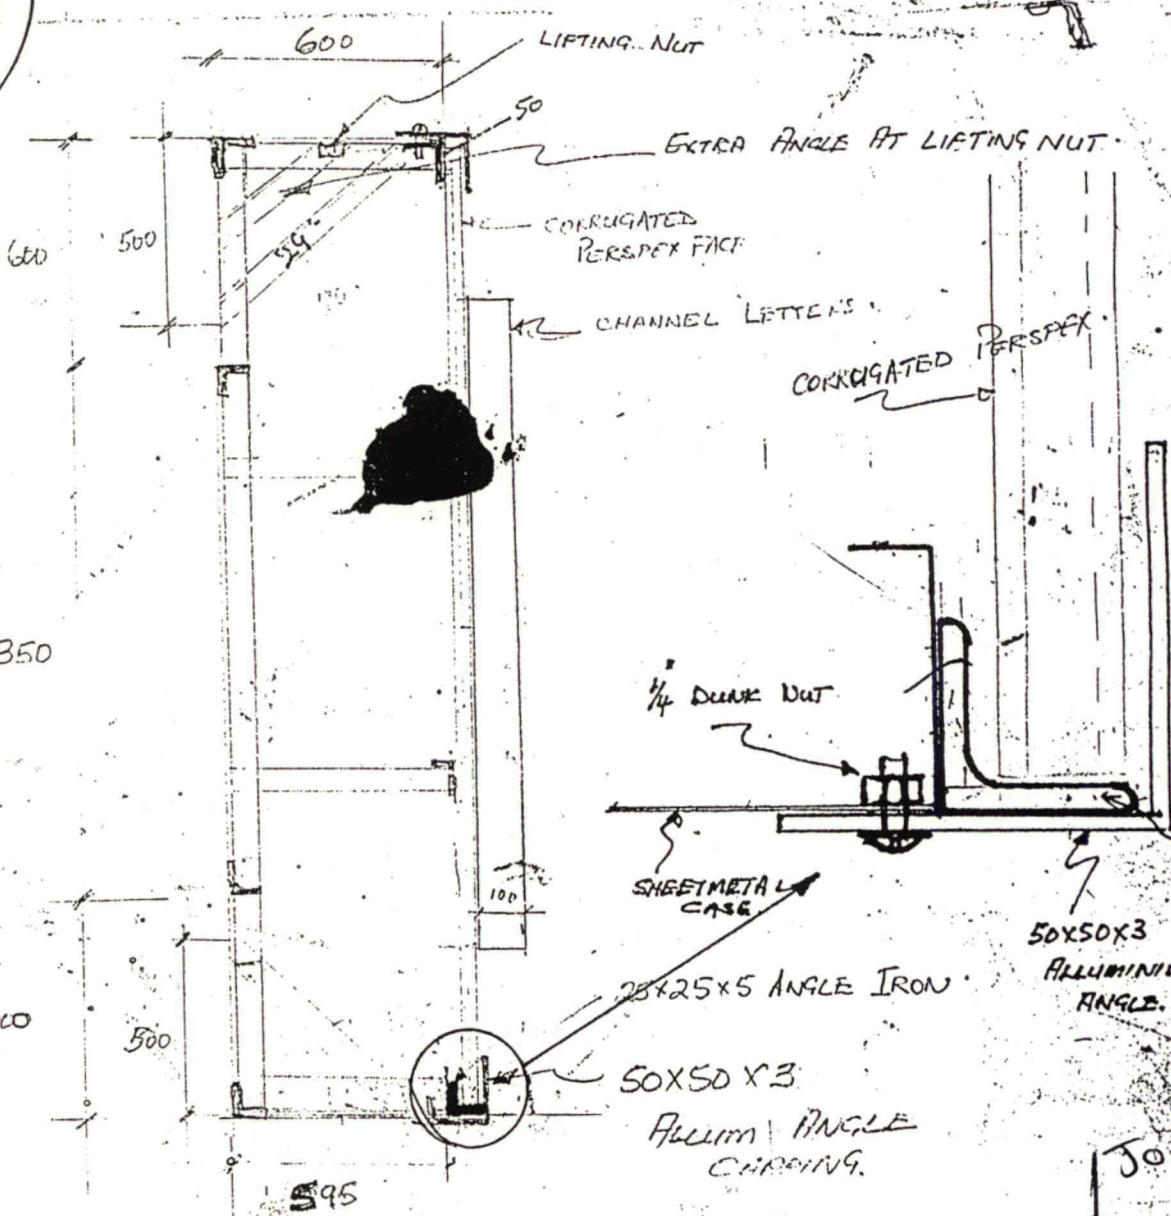 600
LIFTING NUT
50
EXTRA ANGLE AT LIFTING NUT.
600
500
CORRUGATED
PERSPEX FACE
CHANNEL LETTERS
CORRUGATED PERSPEX
350
1/4" DUNK NUT
SHEETMETAL
CASE.
100
50X50X3
ANGLE.
25X25X5 ANGLE IRON
500
50X50X3
ALLUM ANGLE
595